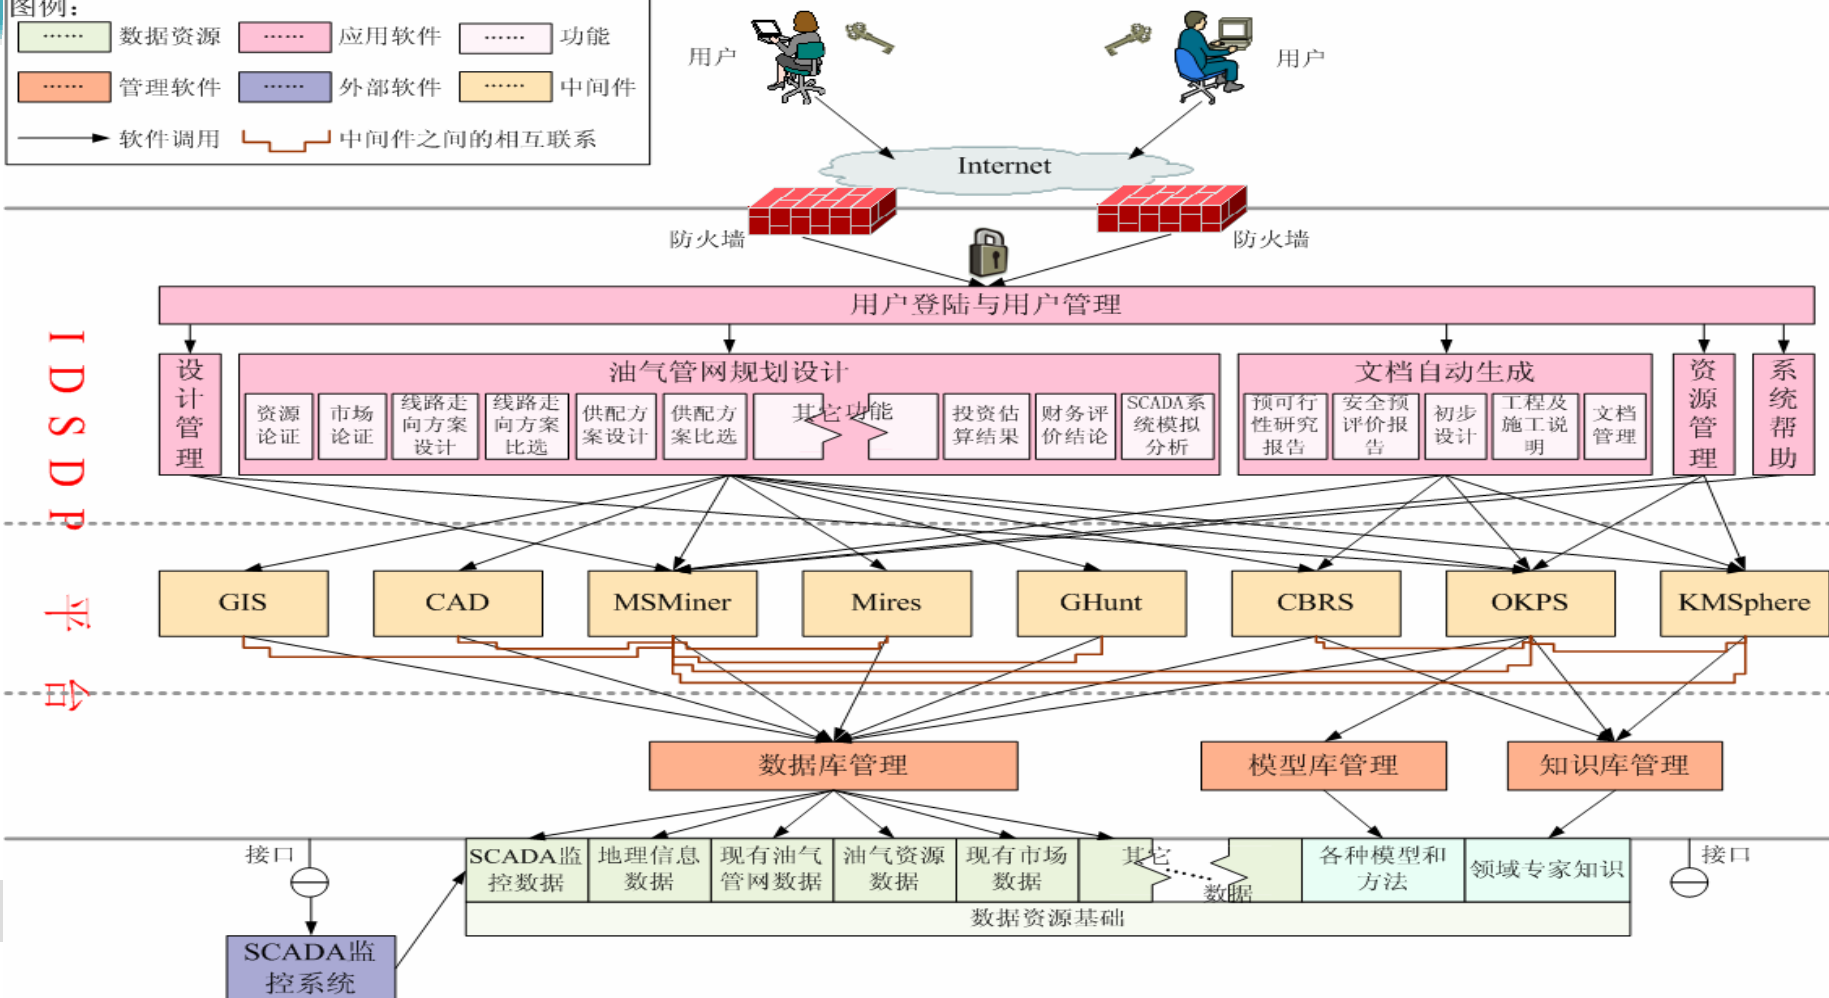 图例：
…… 数据资源 …… 应用软件 …… 功能
…… 管理软件 …… 外部软件 …… 中间件
软件调用 中间件之间的相互联系
用户
用户
Internet
防火墙
防火墙
用户登陆与用户管理
设计管理
油气管网规划设计
资源
论证
市场
论证
线路走
向方案
设计
线路走
向方案
比选
供配方
案设计
供配方
案比选
其它功能
投资估
算结果
财务评
价结论
SCADA系
统模拟
分析
文档自动生成
预可行
性研究
报告
安全预
评价报
告
初步
设计
工程及
施工说
明
文档
管理
资源管理
系统帮助
IDSDP平台
GIS
CAD
MSMiner
Mires
GHunt
CBRS
OKPS
KMSphere
数据库管理
模型库管理
知识库管理
接口
SCADA监
控数据
地理信息
数据
现有油气
管网数据
油气资源
数据
现有市场
数据
其它
……
数据
各种模型和
方法
领域专家知识
接口
数据资源基础
SCADA监
控系统